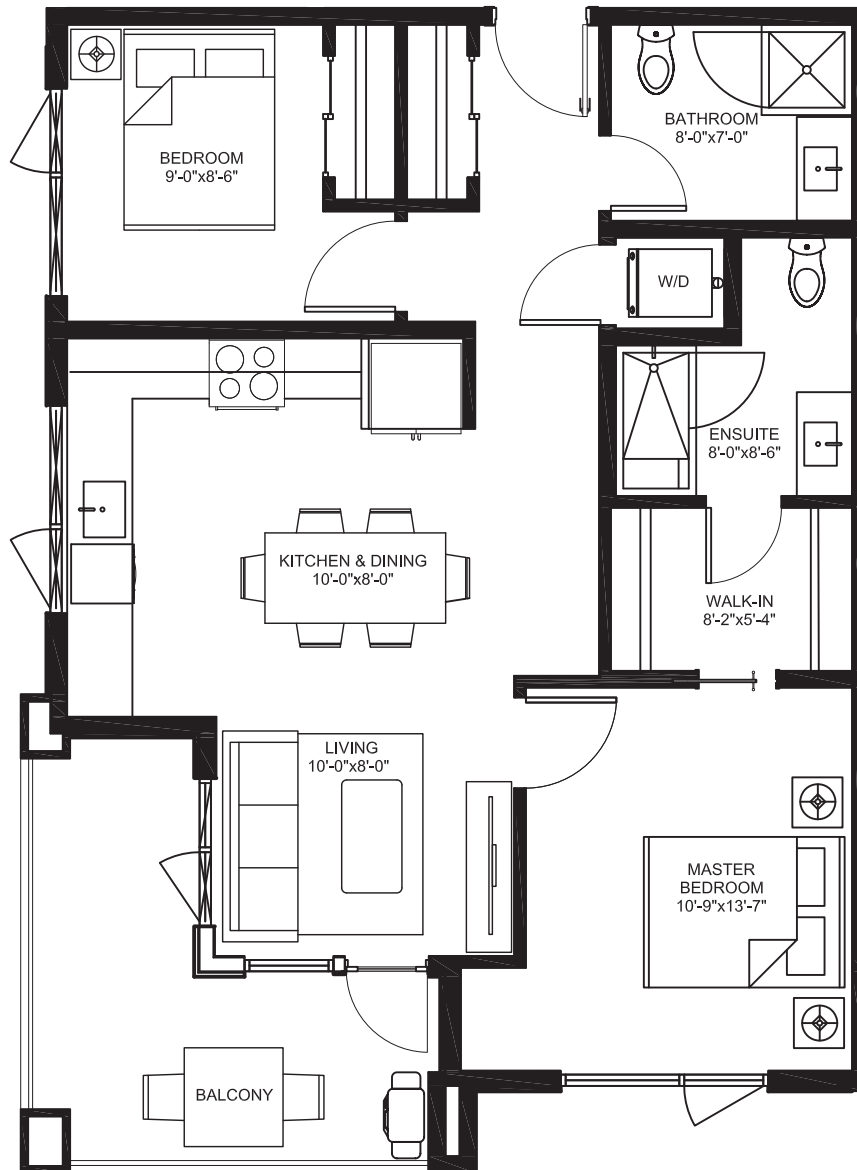 BEDROOM
9'-0"x8'-6"
BATHROOM
8'-0"x7'-0"
W/D
ENSUITE
8'-0"x8'-6"
KITCHEN & DINING
10'-0"x8'-0"
WALK-IN
8'-2"x5'-4"
LIVING
10'-0"x8'-0"
MASTER
BEDROOM
10'-9"x13'-7"
BALCONY